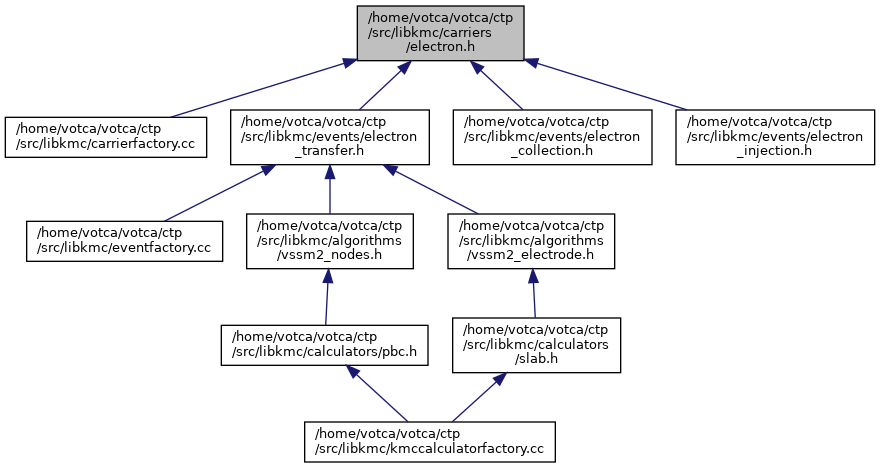 /home/votca/votca/ctp
/src/libkmc/carriers
/electron.h
/home/votca/votca/ctp
/src/libkmc/carrierfactory.cc
/home/votca/votca/ctp
/src/libkmc/events/electron
_transfer.h
/home/votca/votca/ctp
/src/libkmc/events/electron
_collection.h
/home/votca/votca/ctp
/src/libkmc/events/electron
_injection.h
/home/votca/votca/ctp
/src/libkmc/eventfactory.cc
/home/votca/votca/ctp
/src/libkmc/algorithms
/vssm2_nodes.h
/home/votca/votca/ctp
/src/libkmc/algorithms
/vssm2_electrode.h
/home/votca/votca/ctp
/src/libkmc/calculators/pbc.h
/home/votca/votca/ctp
/src/libkmc/calculators
/slab.h
/home/votca/votca/ctp
/src/libkmc/kmccalculatorfactory.cc